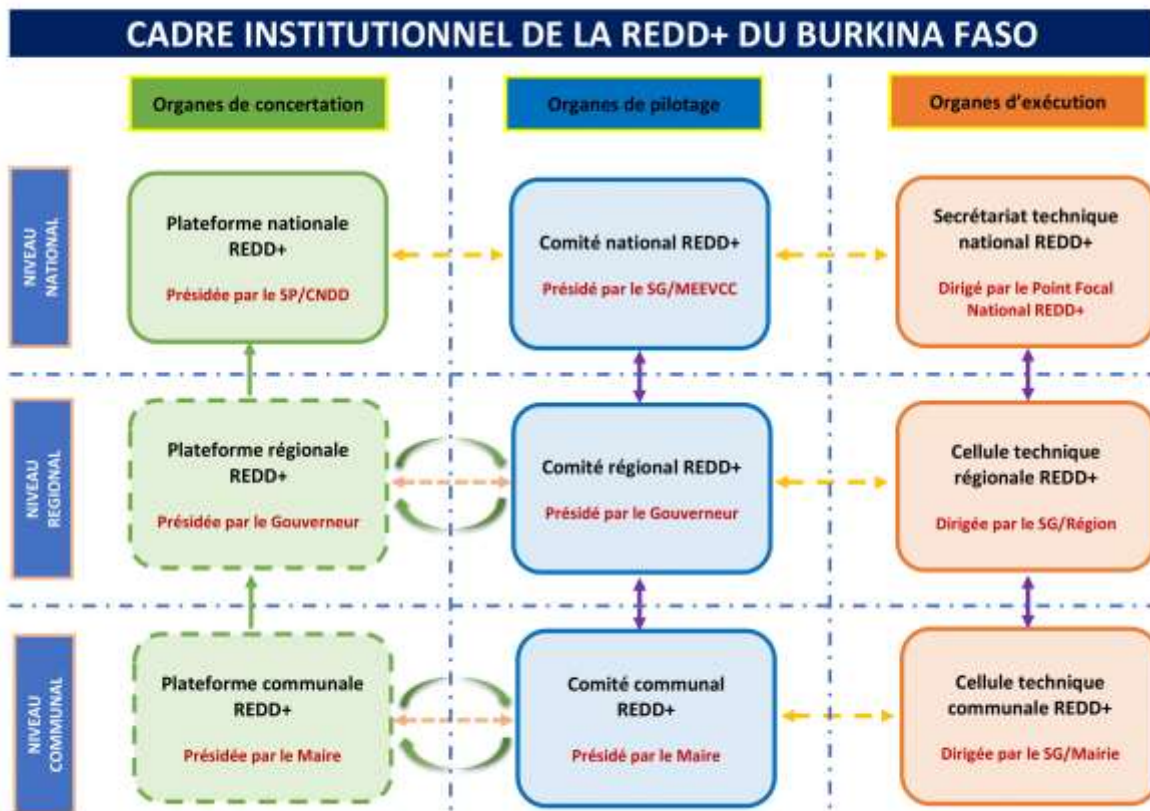 CADRE INSTITUTIONNEL DE LA REDD+ DU BURKINA FASO
Organes de concertation
Organes de pilotage
Organes d'exécution
NIVEAU
NATIONAL
Plateforme nationale
REDD+
Présidée par le SP/CNDD
Comité national REDD+
Présidé par le SG/MEEVCC
Secrétariat technique
national REDD+
Dirigé par le Point Focal
National REDD+
NIVEAU
REGIONAL
Plateforme régionale
REDD+
Présidée par le Gouverneur
Comité régional REDD+
Présidé par le Gouverneur
Cellule technique
régionale REDD+
Dirigée par le SG/Région
NIVEAU
COMMUNAL
Plateforme communale
REDD+
Présidée par le Maire
Comité communal
REDD+
Présidé par le Maire
Cellule technique
communale REDD+
Dirigée par le SG/Mairie